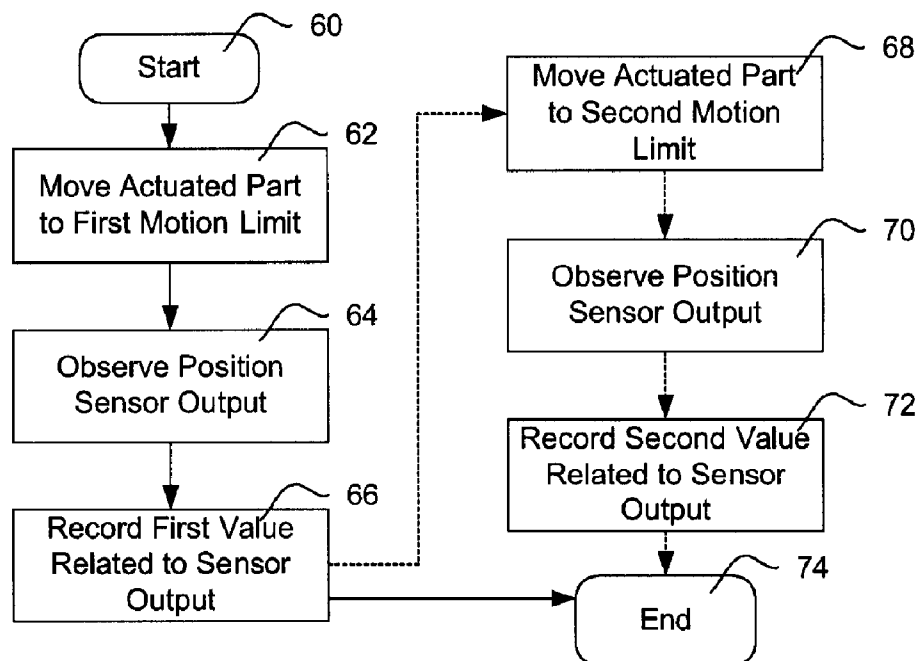 60
Start
62
Move Actuated Part
to First Motion Limit
64
Observe Position
Sensor Output
66
Record First Value
Related to Sensor
Output
68
Move Actuated Part
to Second Motion
Limit
70
Observe Position
Sensor Output
72
Record Second Value
Related to Sensor
Output
74
End